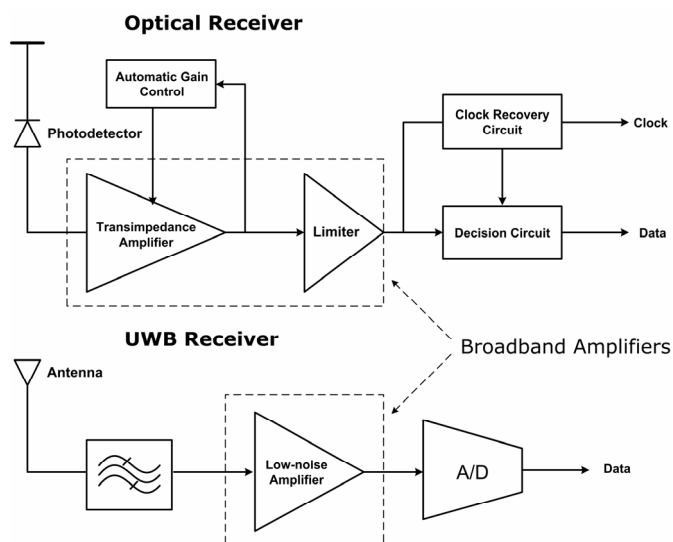 Optical Receiver
Automatic Gain
Control
Photodetector
Clock Recovery
Circuit
Clock
Transimpedance
Amplifier
Limiter
Decision Circuit
Data
UWB Receiver
Broadband Amplifiers
Antenna
Low-noise
Amplifier
A/D
Data